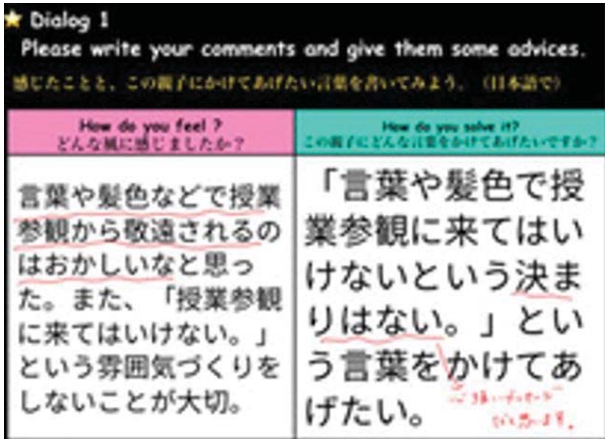 Dialog 1
Please write your comments and give them some advices.
感じたことと、この親子にかけてあげたい言葉を書いてみよう。（日本語で）
How do you feel ?
どんな風に感じましたか？
言葉や髪色などで授業
参観から敬遠されるの
はおかしいなと思っ
た。また、「授業参観
に来てはいけない。」
という雰囲気づくりを
しないことが大切。
How do you solve it?
この親子にどんな言葉をかけてあげたいですか？
「言葉や髪色で授
業参観に来てはい
けないという決ま
りはない。」とい
う言葉をかけてあ
げたい。